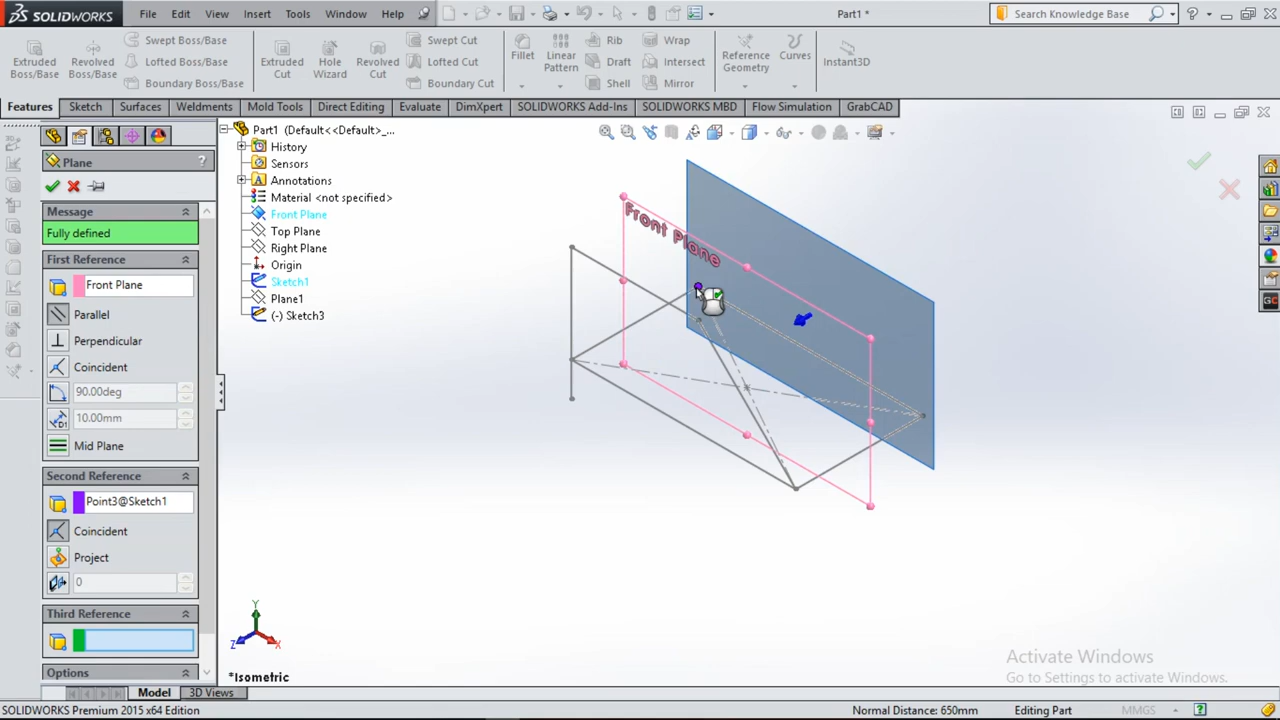 SOLIDWORKS File Edit View Insert Tools Window Help Part1 * Search Knowledge Base
Extruded Boss/Base Revolved Boss/Base Swept Boss/Base Lofted Boss/Base Boundary Boss/Base Extruded Cut Hole Wizard Revolved Cut Swept Cut Lofted Cut Boundary Cut Fillet Linear Pattern Rib Draft Shell Wrap Intersect Mirror Reference Geometry Curves Instant3D
Features Sketch Surfaces Weldments Mold Tools Direct Editing Evaluate DimXpert SOLIDWORKS Add-Ins SOLIDWORKS MBD Flow Simulation GrabCAD
Plane ?
Message
Fully defined
First Reference
Front Plane
Parallel
Perpendicular
Coincident
90.00deg
10.00mm
Mid Plane
Second Reference
Point3@Sketch1
Coincident
Project
0
Third Reference
Options
Part1 (Default<<Default>_...
History
Sensors
Annotations
Material <not specified>
Front Plane
Top Plane
Right Plane
Origin
Sketch1
Plane1
(-) Sketch3
Front Plane
Y
Z X
*Isometric
Activate Windows
Go to Settings to activate Windows.
Model 3D Views
SOLIDWORKS Premium 2015 x64 Edition Normal Distance: 650mm Editing Part MMGS